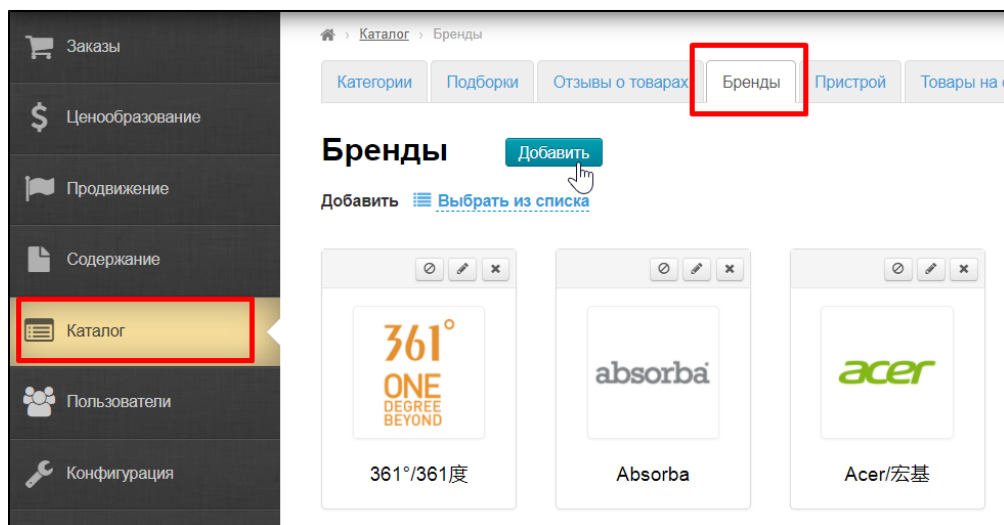 Заказы
Ценообразование
Продвижение
Содержание
Каталог
Пользователи
Конфигурация
Каталог › Бренды
Категории Подборки Отзывы о товарах Бренды Пристрой Товары на
Бренды Добавить
Добавить Выбрать из списка
361°
ONE
DEGREE
BEYOND
absorba
acer
361°/361度 Absorba Acer/宏基